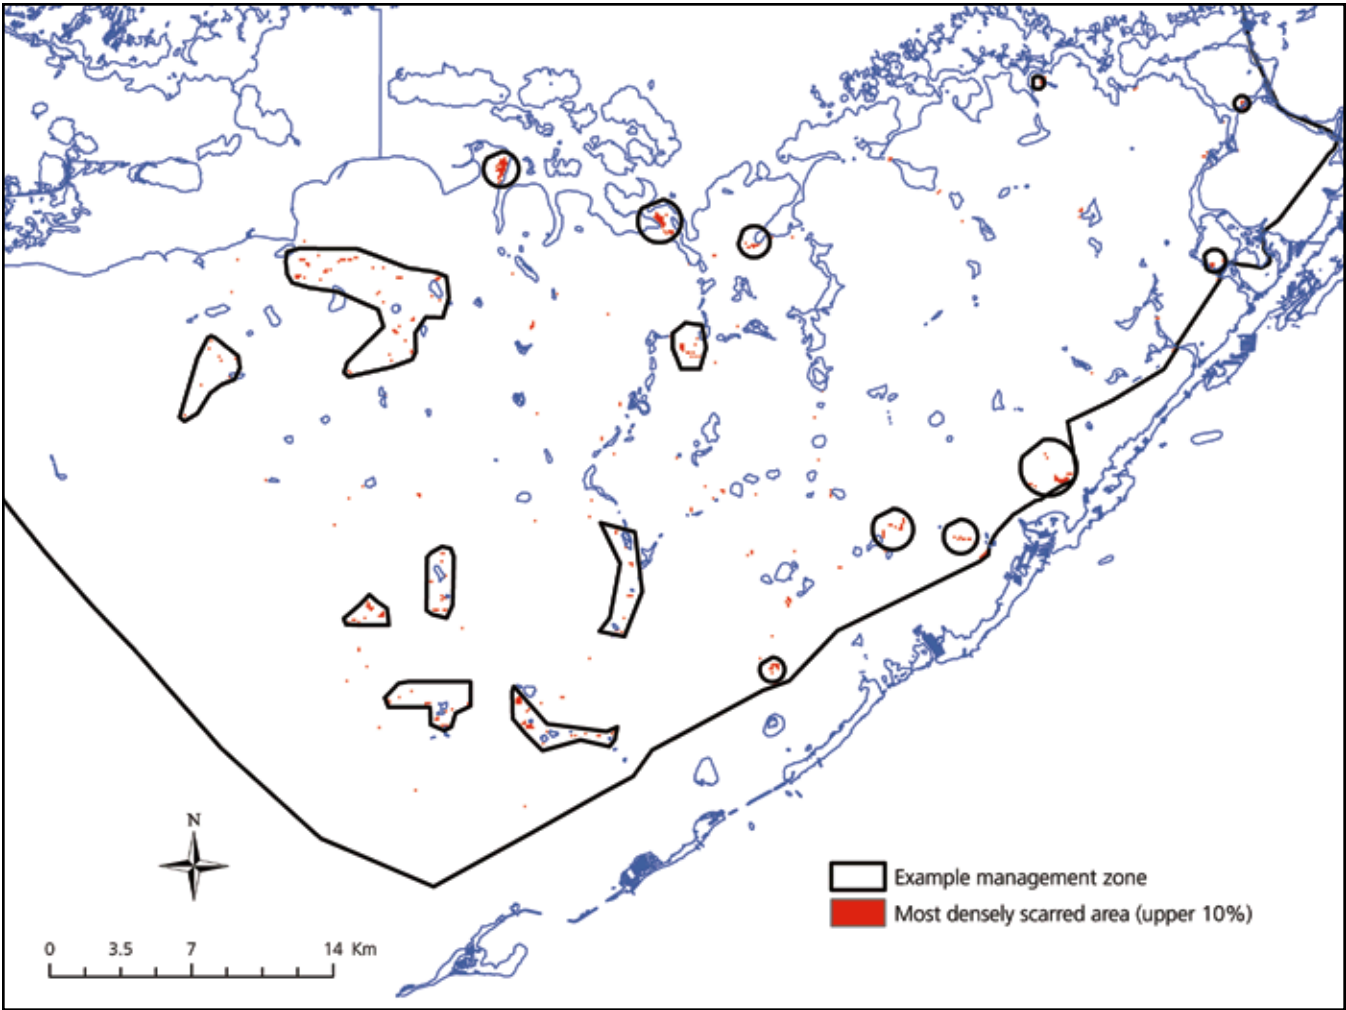 N
Example management zone
Most densely scarred area (upper 10%)
0 3.5 7 14 Km